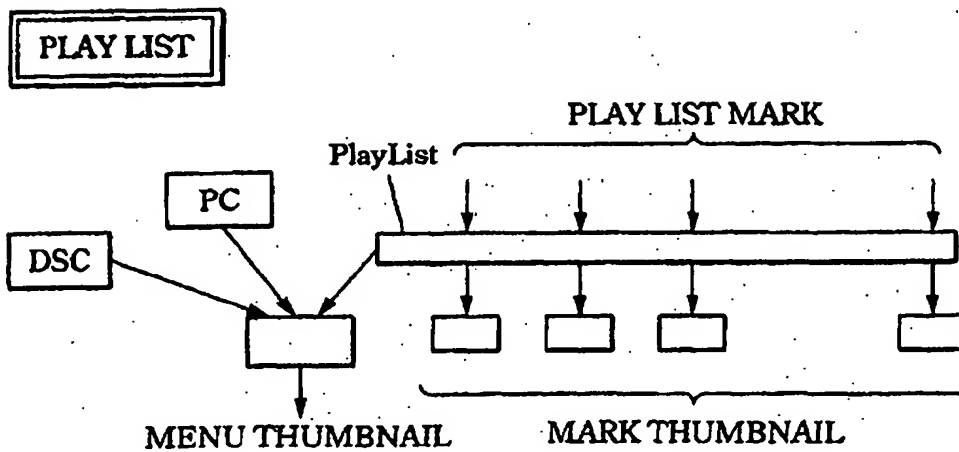 PLAY LIST
PLAY LIST MARK
PlayList
PC
DSC
MENU THUMBNAIL
MARK THUMBNAIL